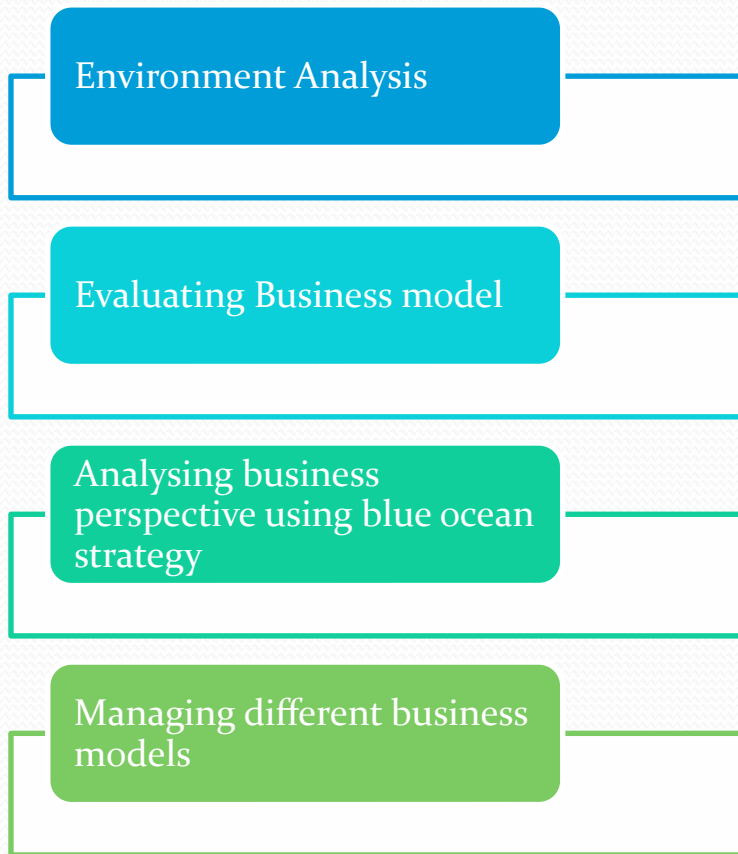 Environment Analysis
Evaluating Business model
Analysing business
perspective using blue ocean
strategy
Managing different business
models